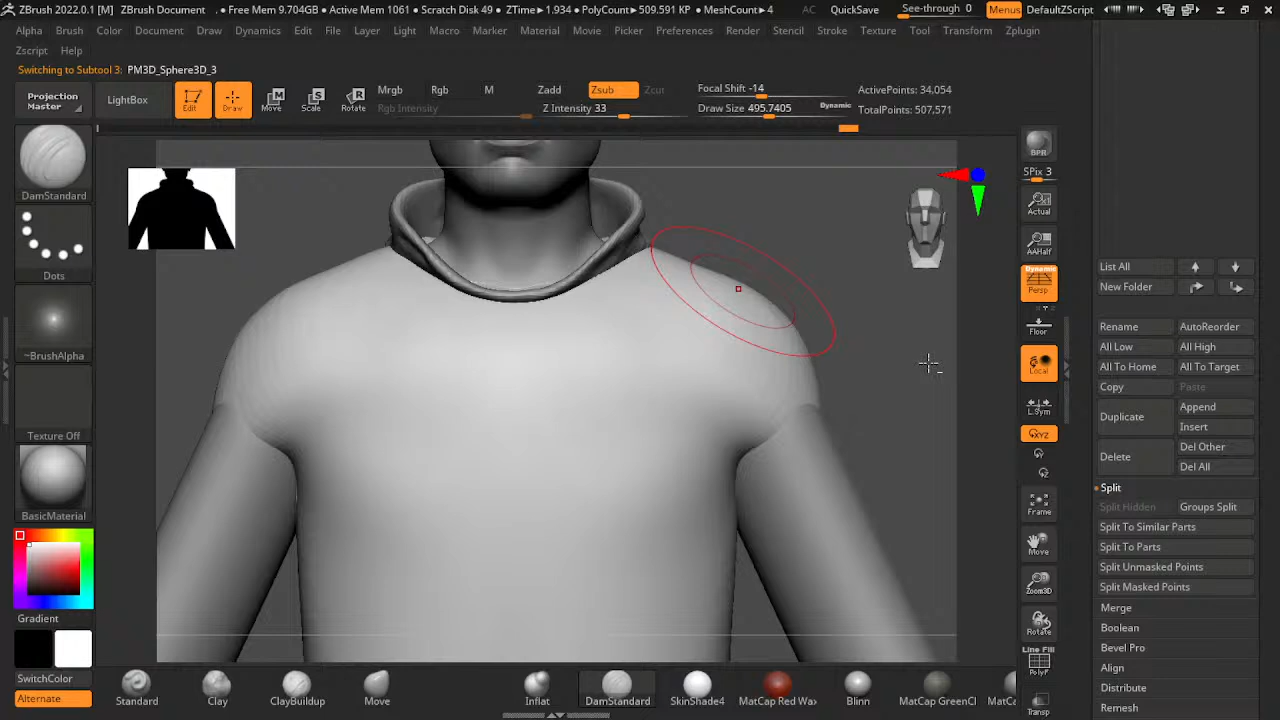 ZBrush 2022.0.1 [M] ZBrush Document . ● Free Mem 9.704GB ● Active Mem 1061 ● Scratch Disk 49 ● ZTime►1.934 ● PolyCount►509.591 KP ● MeshCount►4 AC QuickSave See-through 0 Menus DefaultZScript
Alpha Brush Color Document Draw Dynamics Edit File Layer Light Macro Marker Material Movie Picker Preferences Render Stencil Stroke Texture Tool Transform Zplugin
Zscript Help
Switching to Subtool 3: PM3D_Sphere3D_3
Projection Master
LightBox
Edit
Draw
Move
Scale
Rotate
Mrgb Rgb M
Rgb Intensity
Zadd Zsub Zcut
Z Intensity 33
Focal Shift -14
Draw Size 495.7405 Dynamic
ActivePoints: 34,054
TotalPoints: 507,571
DamStandard
Dots
~BrushAlpha
Texture Off
BasicMaterial
Gradient
SwitchColor
Alternate
BPR
SPix 3
Actual
AAHalf
Dynamic
Persp
Floor
Local
L.Sym
XYZ
Frame
Move
Zoom3D
Rotate
Line Fill
PolyF
Transp
List All
New Folder
Rename AutoReorder
All Low All High
All To Home All To Target
Copy Paste
Duplicate Append
Insert
Delete Del Other
Del All
Split
Split Hidden Groups Split
Split To Similar Parts
Split To Parts
Split Unmasked Points
Split Masked Points
Merge
Boolean
Bevel Pro
Align
Distribute
Remesh
Standard Clay ClayBuildup Move Inflat DamStandard SkinShade4 MatCap Red Wax Blinn MatCap GreenCl MatCa